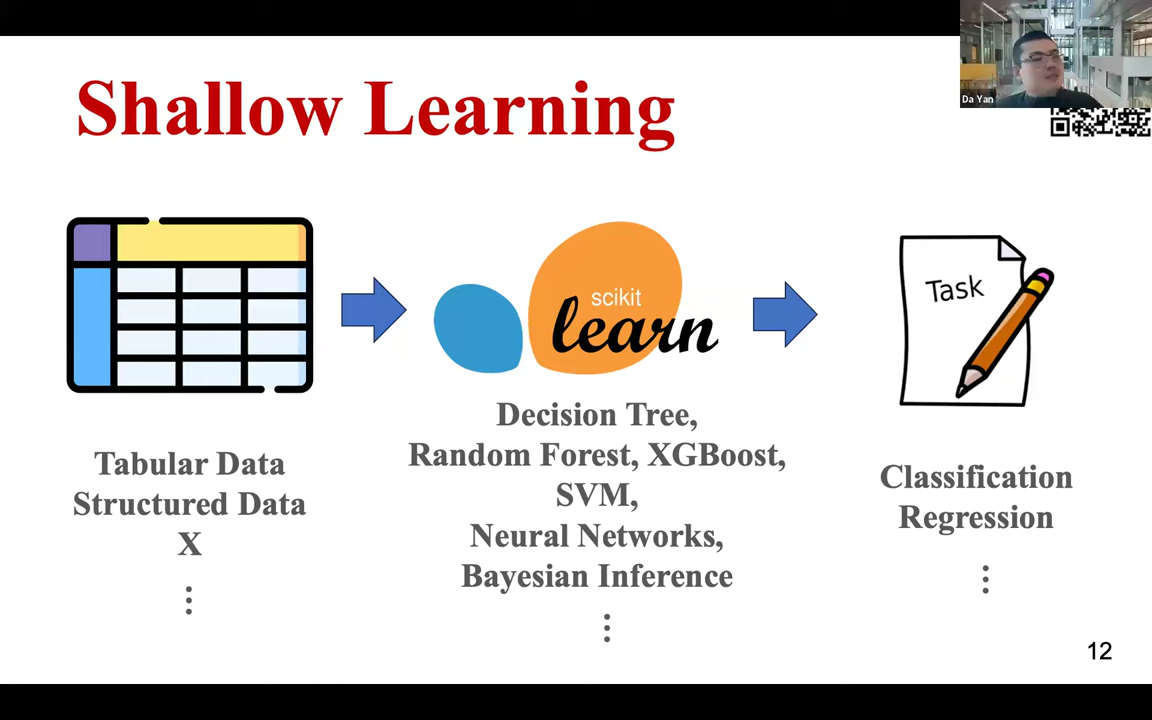 Da Yan
Shallow Learning
scikit
learn
Task
Tabular Data
Structured Data
X
⋮
Decision Tree,
Random Forest, XGBoost,
SVM,
Neural Networks,
Bayesian Inference
⋮
Classification
Regression
⋮
12